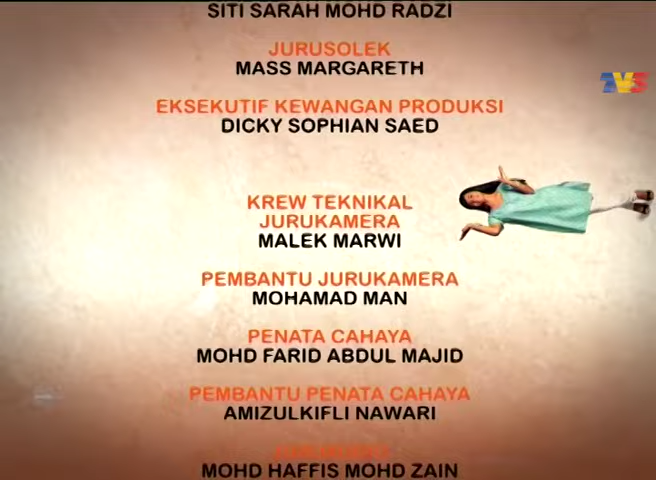 SITI SARAH MOHD RADZI
JURUSOLEK
MASS MARGARETH
TV3
EKSEKUTIF KEWANGAN PRODUKSI
DICKY SOPHIAN SAED
KREW TEKNIKAL
JURUKAMERA
MALEK MARWI
PEMBANTU JURUKAMERA
MOHAMAD MAN
PENATA CAHAYA
MOHD FARID ABDUL MAJID
PEMBANTU PENATA CAHAYA
AMIZULKIFLI NAWARI
MOHD HAFFIS MOHD ZAIN